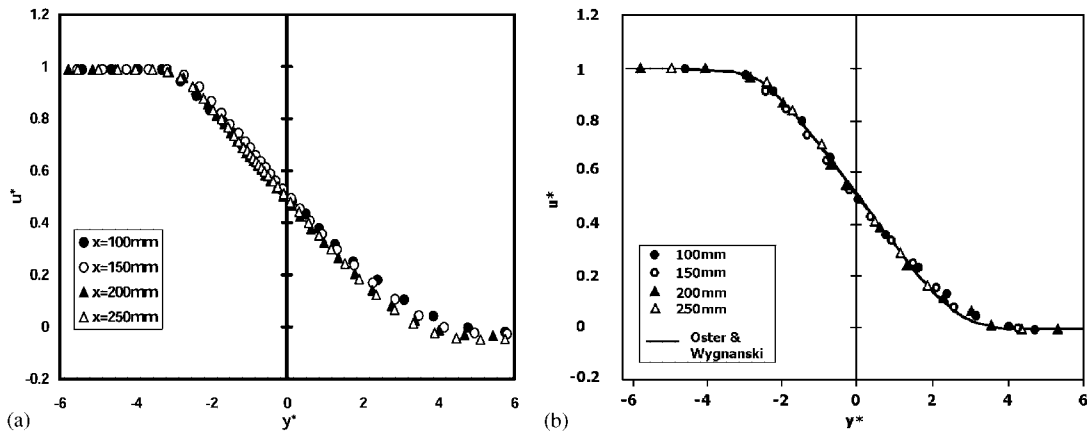 1.2
1
0.8
0.6
0.4
0.2
0
-0.2
u*
-6
-4
-2
0
2
4
6
y*
x=100mm
x=150mm
x=200mm
x=250mm
(a)
1.2
1
0.8
0.6
0.4
0.2
0
-0.2
u*
-6
-4
-2
0
2
4
6
y*
100mm
150mm
200mm
250mm
Oster &
Wygnanski
(b)